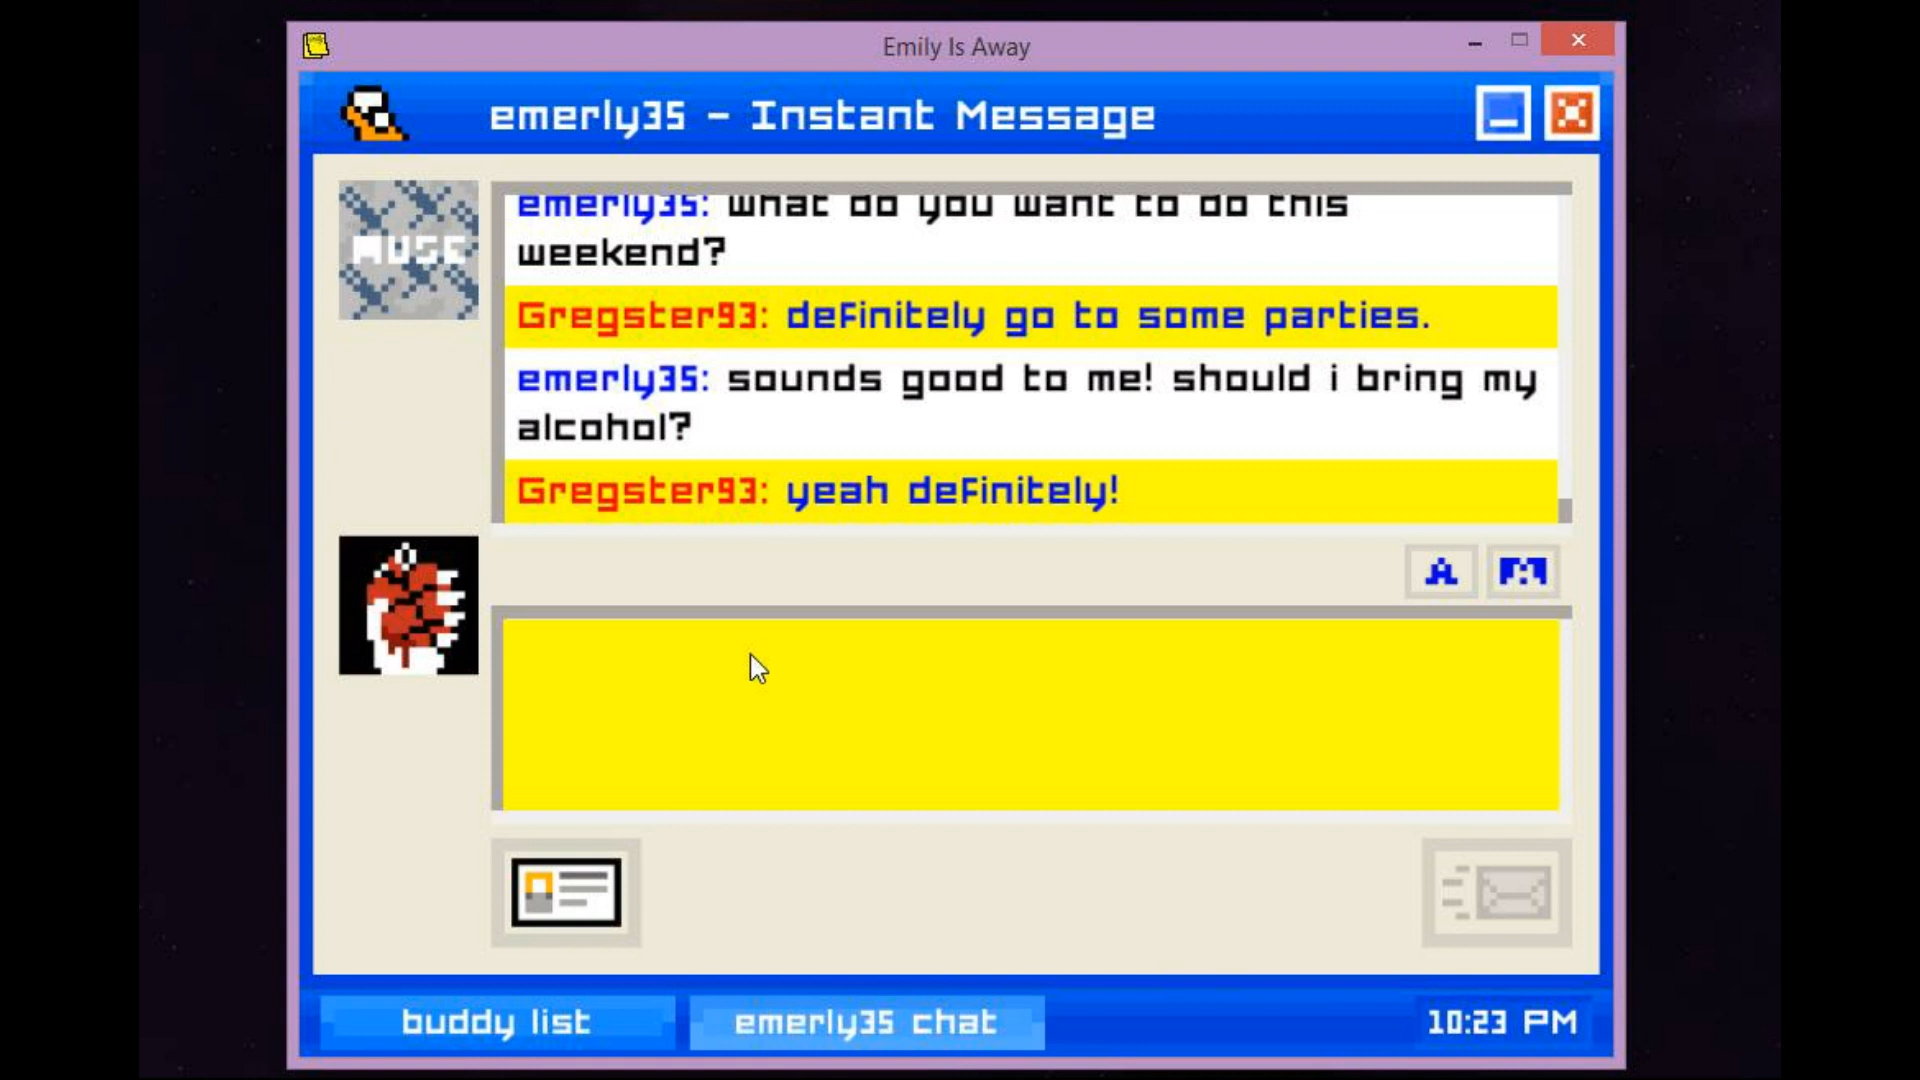 Emily Is Away
emerly35 - Instant Message
MUSE
emerly35: what do you want to do this
weekend?
Gregster93: definitely go to some parties.
emerly35: sounds good to me! should i bring my
alcohol?
Gregster93: yeah definitely!
A
buddy list
emerly35 chat
10:23 PM